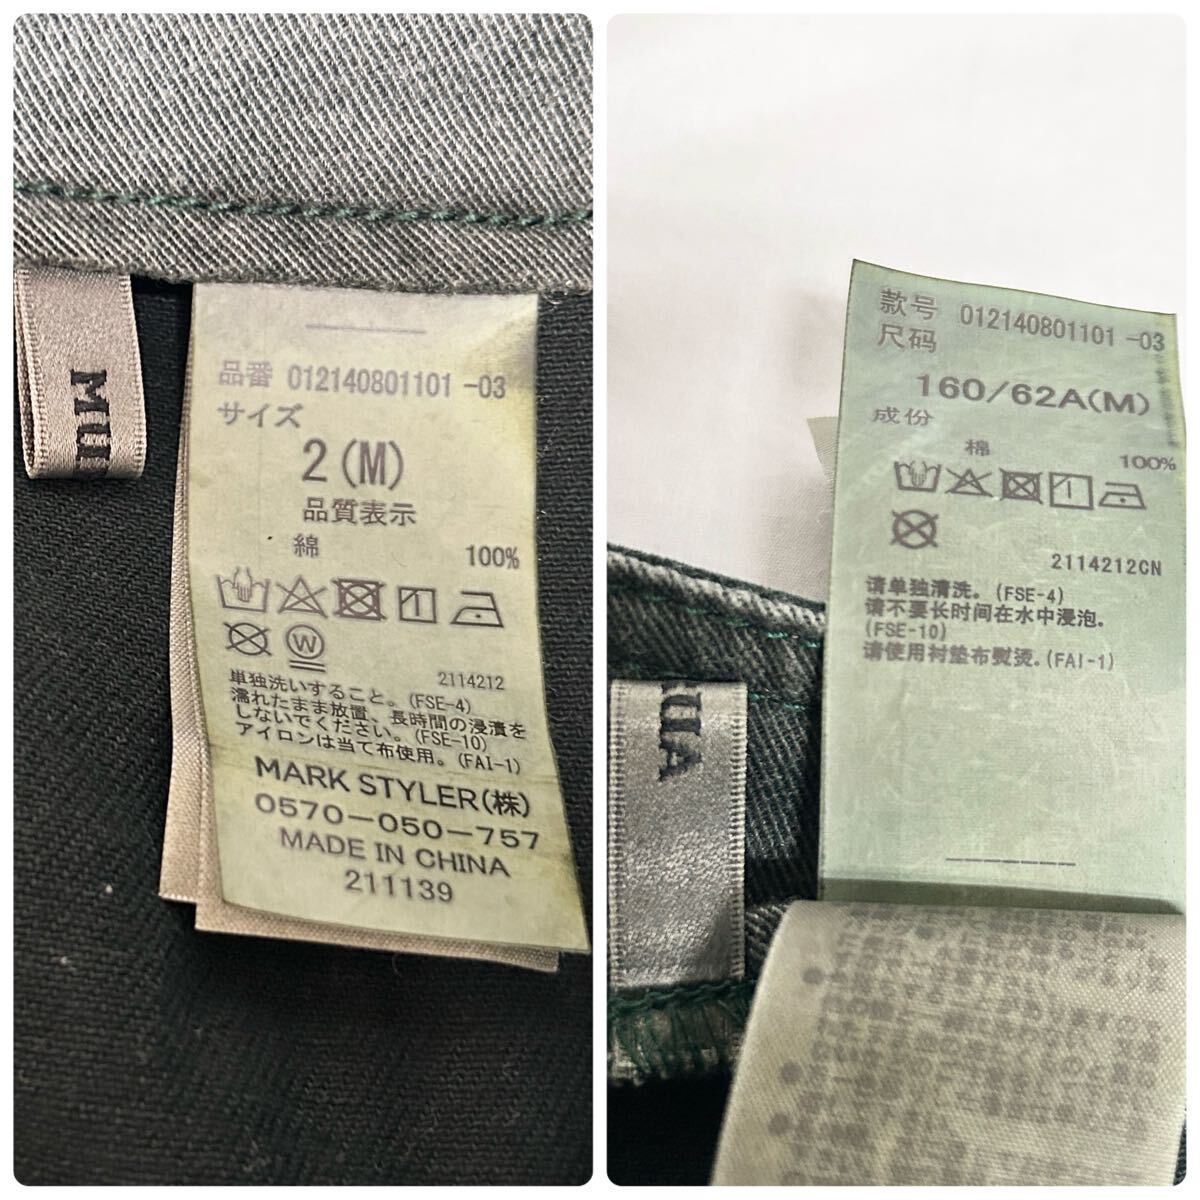 MU
品番 012140801101 -03
サイズ
2(M)
品質表示
綿 100%
W
2114212
単独洗いすること。(FSE-4)
濡れたまま放置、長時間の浸漬を
しないでください。(FSE-10)
アイロンは当て布使用。(FAI-1)
MARK STYLER(株)
0570-050-757
MADE IN CHINA
211139
款号 012140801101 -03
尺码
160/62A(M)
成份
棉 100%
2114212CN
请单独清洗。(FSE-4)
请不要长时间在水中浸泡。
(FSE-10)
请使用衬垫布熨烫。(FAI-1)
MUA